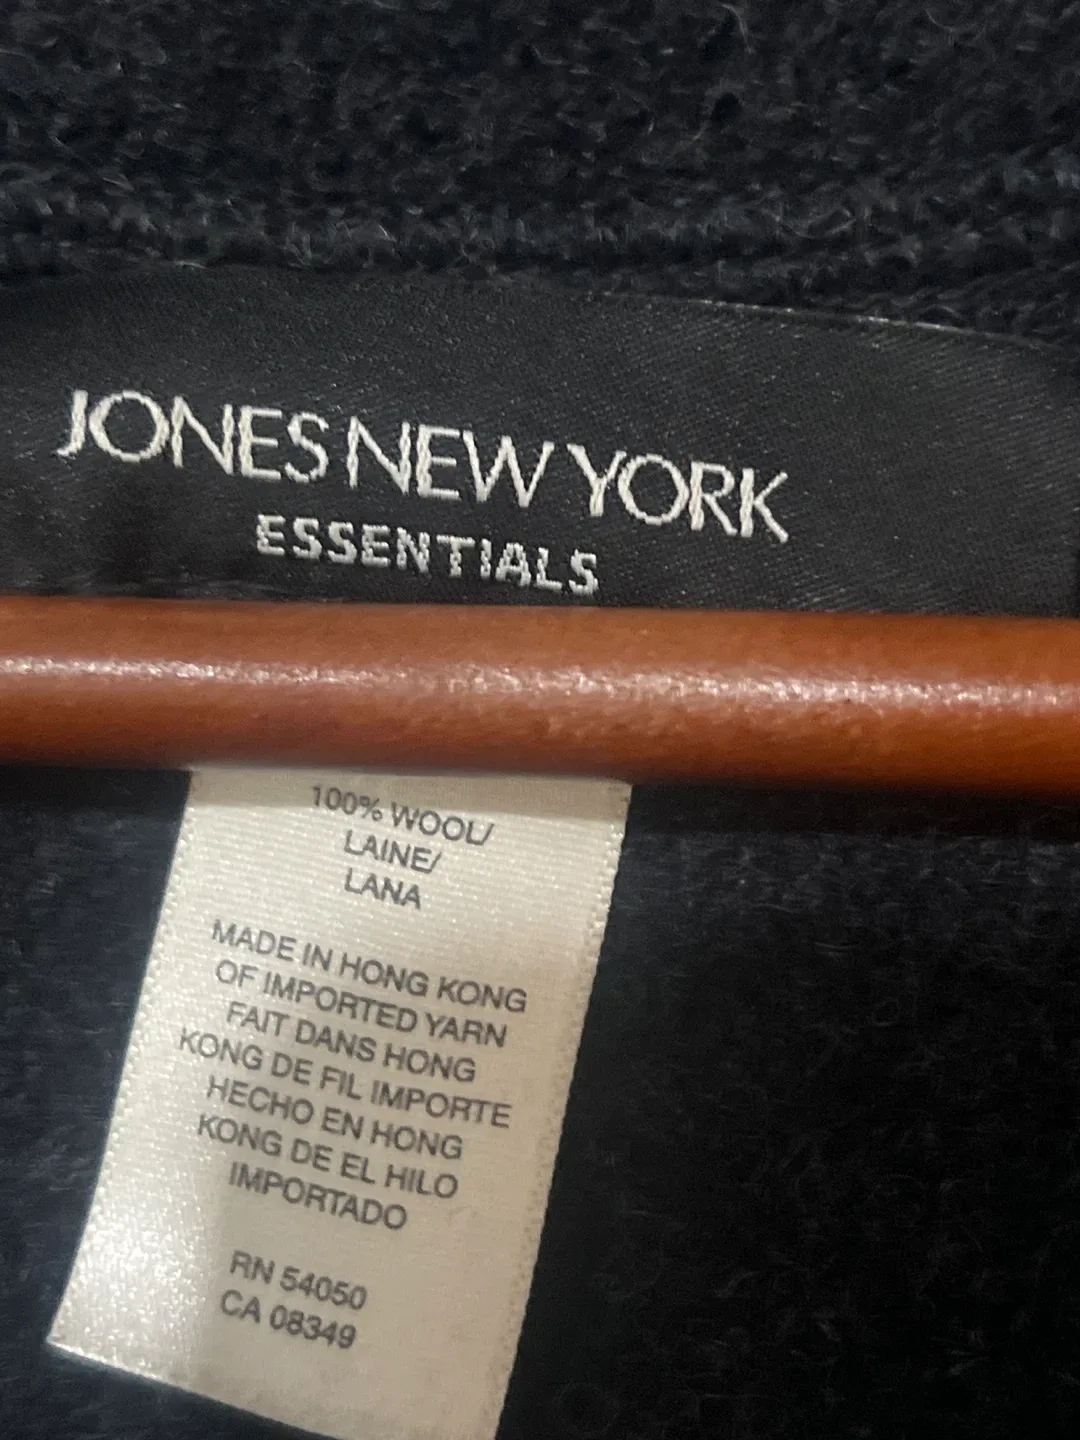 JONES NEW YORK
ESSENTIALS
100% WOOL/
LAINE/
LANA
MADE IN HONG KONG
OF IMPORTED YARN
FAIT DANS HONG
KONG DE FIL IMPORTE
HECHO EN HONG
KONG DE EL HILO
IMPORTADO
RN 54050
CA 08349